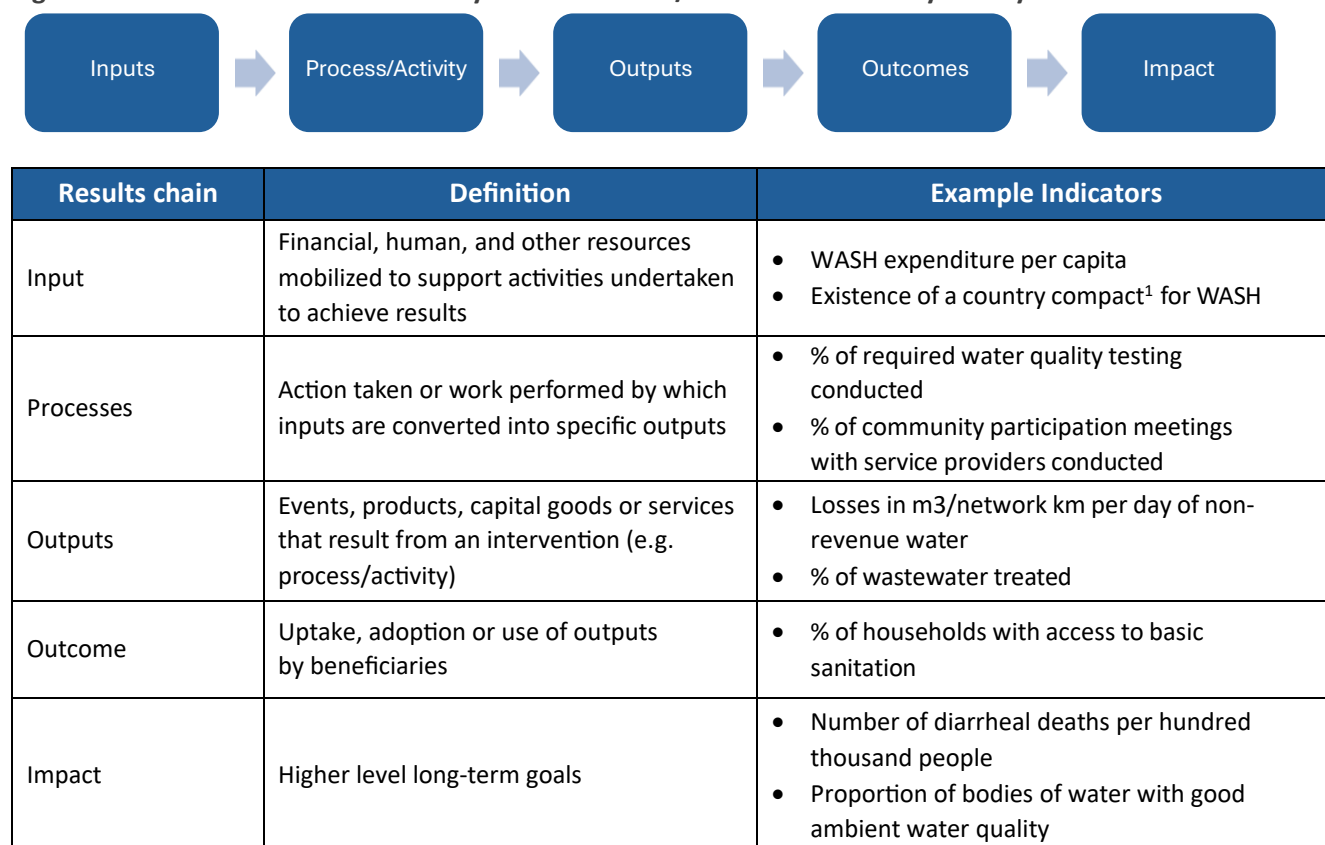 Inputs
Process/Activity
Outputs
Outcomes
Impact
Results chain
Definition
Example Indicators
Input
Financial, human, and other resources
mobilized to support activities undertaken
to achieve results
• WASH expenditure per capita
• Existence of a country compact¹ for WASH
Processes
Action taken or work performed by which
inputs are converted into specific outputs
• % of required water quality testing
conducted
• % of community participation meetings
with service providers conducted
Outputs
Events, products, capital goods or services
that result from an intervention (e.g.
process/activity)
• Losses in m3/network km per day of non-
revenue water
• % of wastewater treated
Outcome
Uptake, adoption or use of outputs
by beneficiaries
• % of households with access to basic
sanitation
Impact
Higher level long-term goals
• Number of diarrheal deaths per hundred
thousand people
• Proportion of bodies of water with good
ambient water quality